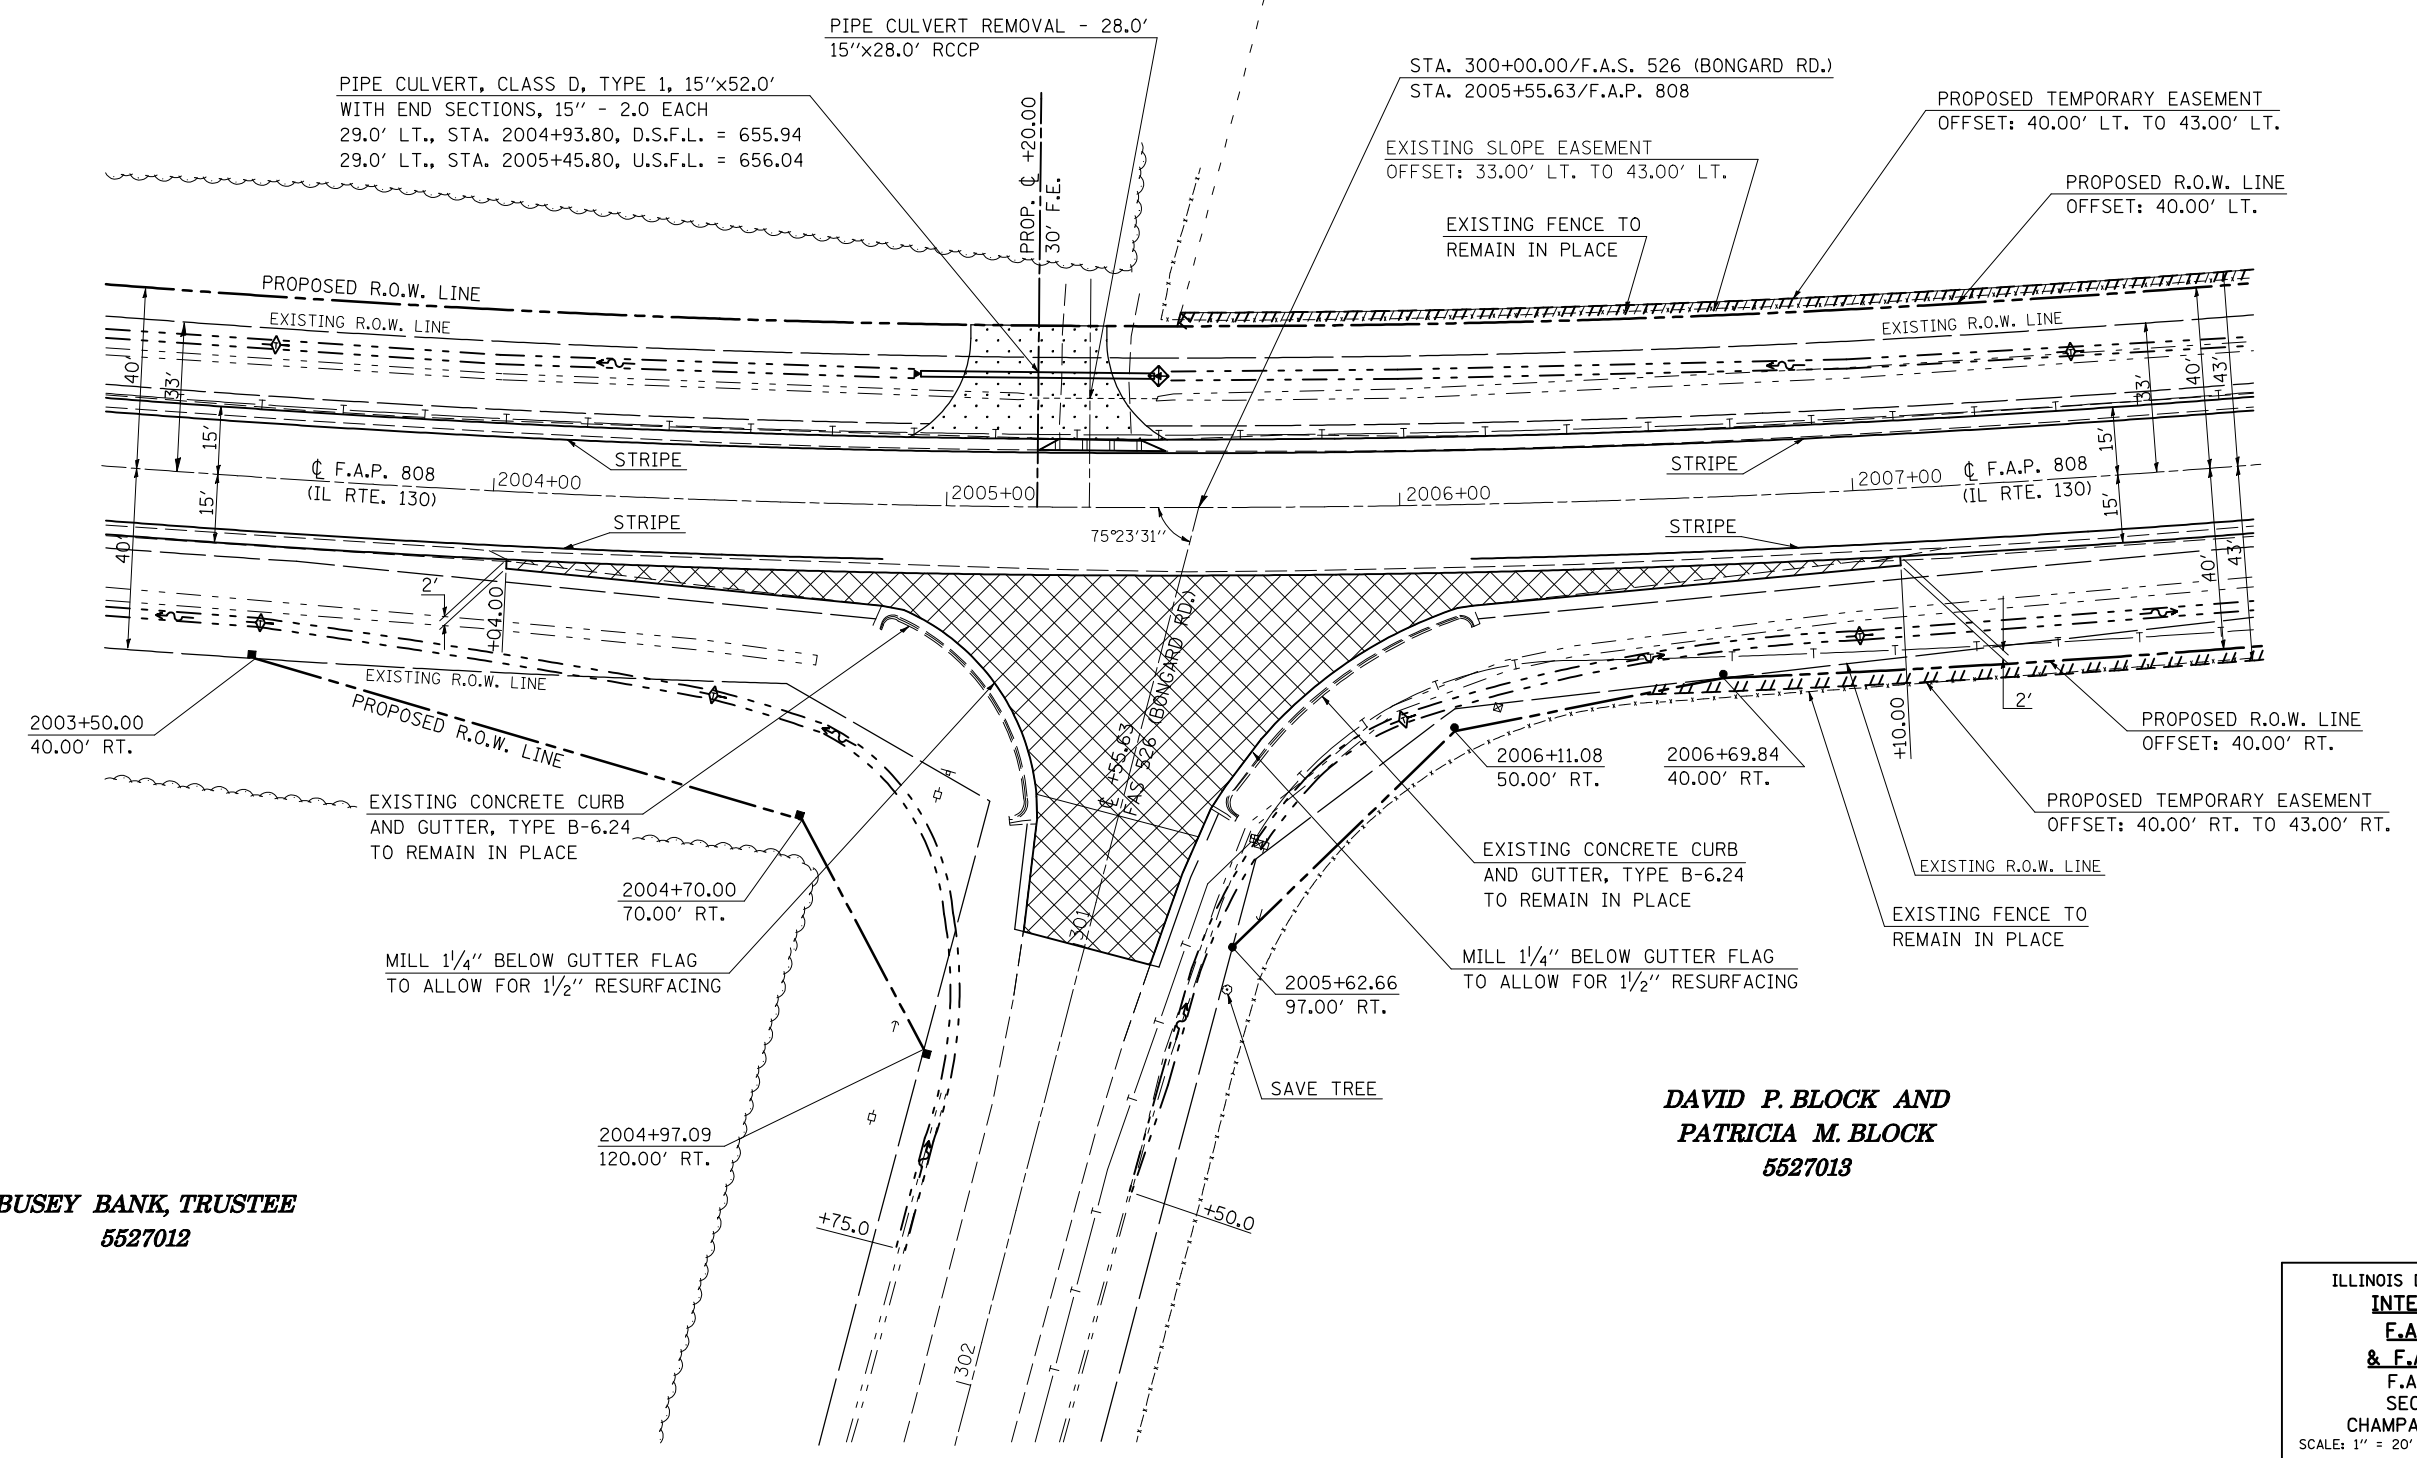 PIPE CULVERT REMOVAL - 28.0'
15"x28.0' RCCP
PIPE CULVERT, CLASS D, TYPE 1, 15"x52.0'
WITH END SECTIONS, 15" - 2.0 EACH
29.0' LT., STA. 2004+93.80, D.S.F.L. = 655.94
29.0' LT., STA. 2005+45.80, U.S.F.L. = 656.04
PROP. ℄ +20.00
30' F.E.
STA. 300+00.00/F.A.S. 526 (BONGARD RD.)
STA. 2005+55.63/F.A.P. 808
EXISTING SLOPE EASEMENT
OFFSET: 33.00' LT. TO 43.00' LT.
EXISTING FENCE TO
REMAIN IN PLACE
PROPOSED TEMPORARY EASEMENT
OFFSET: 40.00' LT. TO 43.00' LT.
PROPOSED R.O.W. LINE
OFFSET: 40.00' LT.
PROPOSED R.O.W. LINE
EXISTING R.O.W. LINE
EXISTING R.O.W. LINE
40'
33'
15'
15'
40'
STRIPE
℄ F.A.P. 808
(IL RTE. 130)
2004+00
2005+00
2006+00
2007+00
STRIPE
℄ F.A.P. 808
(IL RTE. 130)
33'
40'
43'
15'
15'
40'
43'
STRIPE
75°23'31"
STRIPE
2'
+04.00
EXISTING R.O.W. LINE
PROPOSED R.O.W. LINE
2003+50.00
40.00' RT.
EXISTING CONCRETE CURB
AND GUTTER, TYPE B-6.24
TO REMAIN IN PLACE
2004+70.00
70.00' RT.
MILL 1¼" BELOW GUTTER FLAG
TO ALLOW FOR 1½" RESURFACING
℄ +55.63
FAS 526 (BONGARD RD.)
301
2006+11.08
50.00' RT.
2006+69.84
40.00' RT.
+10.00
2'
PROPOSED R.O.W. LINE
OFFSET: 40.00' RT.
PROPOSED TEMPORARY EASEMENT
OFFSET: 40.00' RT. TO 43.00' RT.
EXISTING R.O.W. LINE
EXISTING CONCRETE CURB
AND GUTTER, TYPE B-6.24
TO REMAIN IN PLACE
EXISTING FENCE TO
REMAIN IN PLACE
MILL 1¼" BELOW GUTTER FLAG
TO ALLOW FOR 1½" RESURFACING
2005+62.66
97.00' RT.
SAVE TREE
2004+97.09
120.00' RT.
+75.0
+50.0
302
DAVID P. BLOCK AND
PATRICIA M. BLOCK
5527013
BUSEY BANK, TRUSTEE
5527012
ILLINOIS D
INTE
F.A
& F.A
F.A
SEC
CHAMPA
SCALE: 1" = 20'